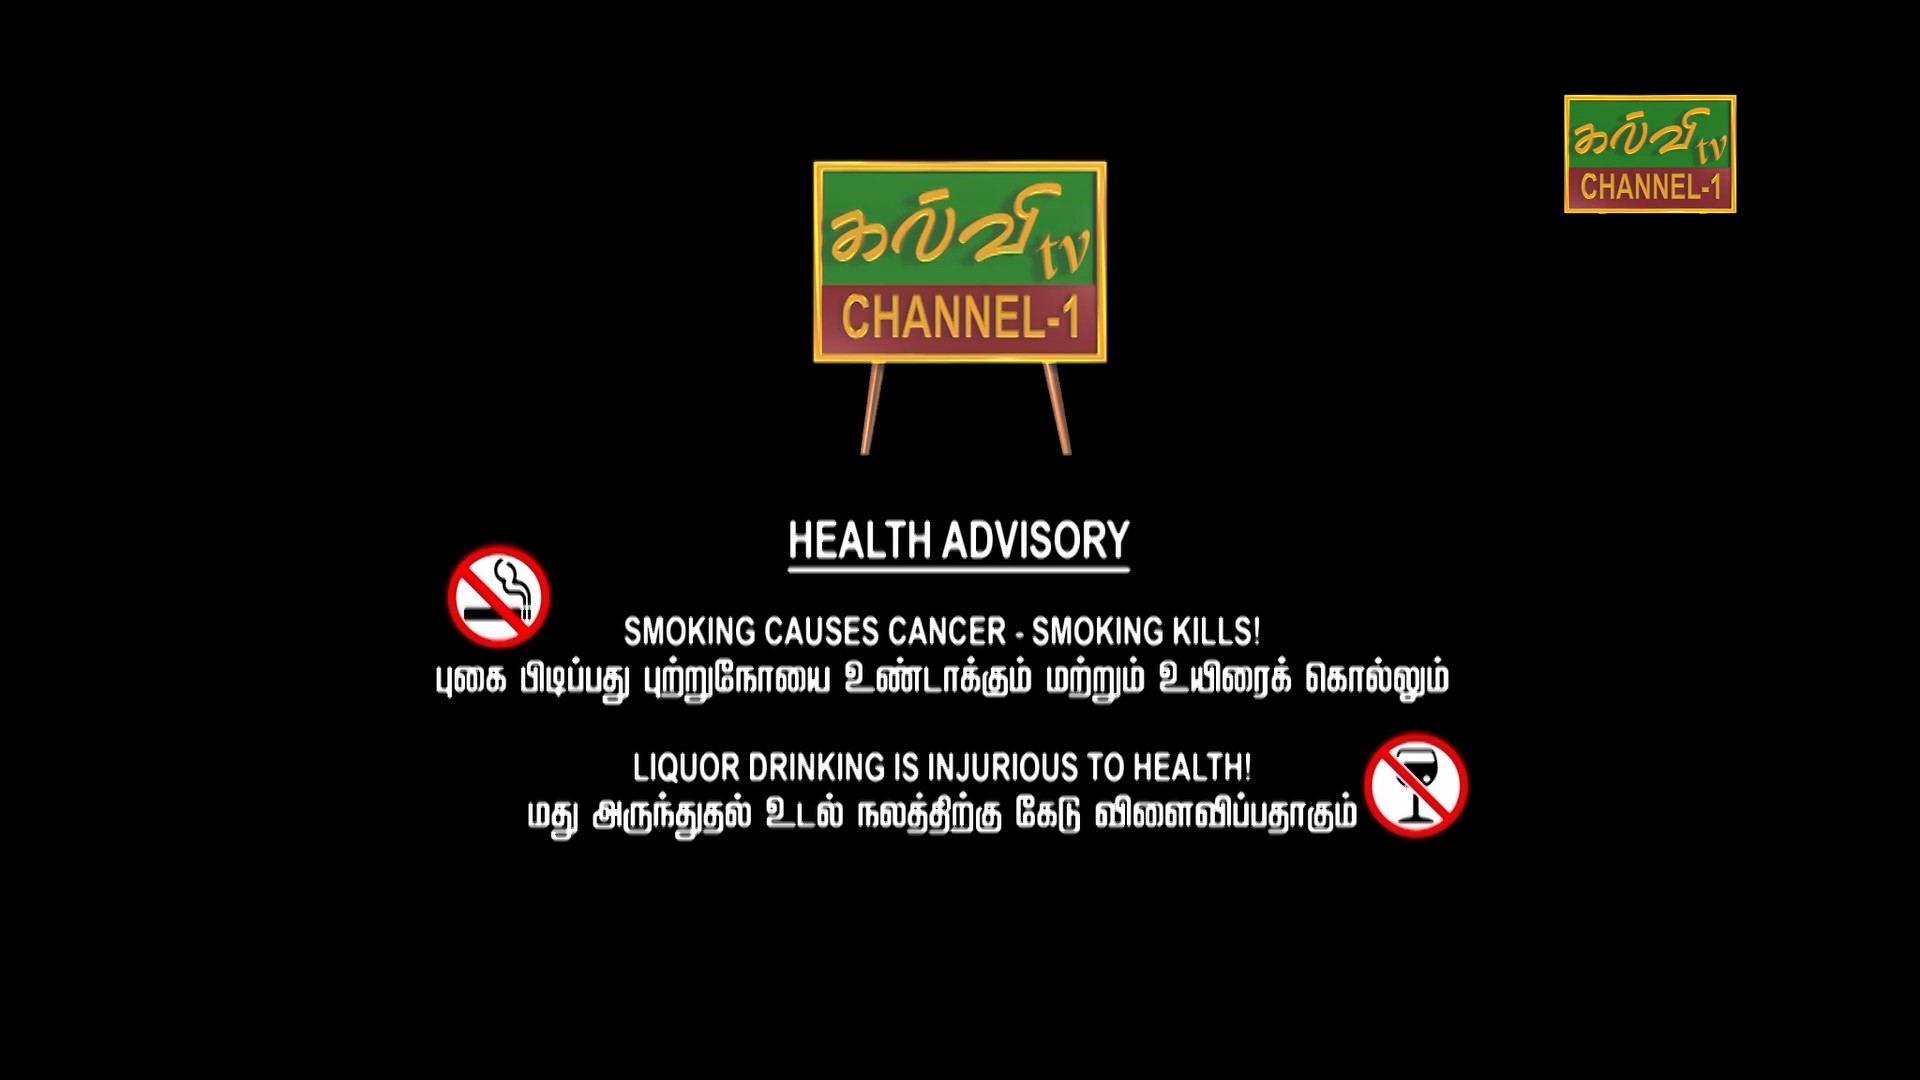 கல்வி tv
CHANNEL-1
கல்வி tv
CHANNEL-1
HEALTH ADVISORY
SMOKING CAUSES CANCER - SMOKING KILLS!
புகை பிடிப்பது புற்றுநோயை உண்டாக்கும் மற்றும் உயிரைக் கொல்லும்
LIQUOR DRINKING IS INJURIOUS TO HEALTH!
மது அருந்துதல் உடல் நலத்திற்கு கேடு விளைவிப்பதாகும்